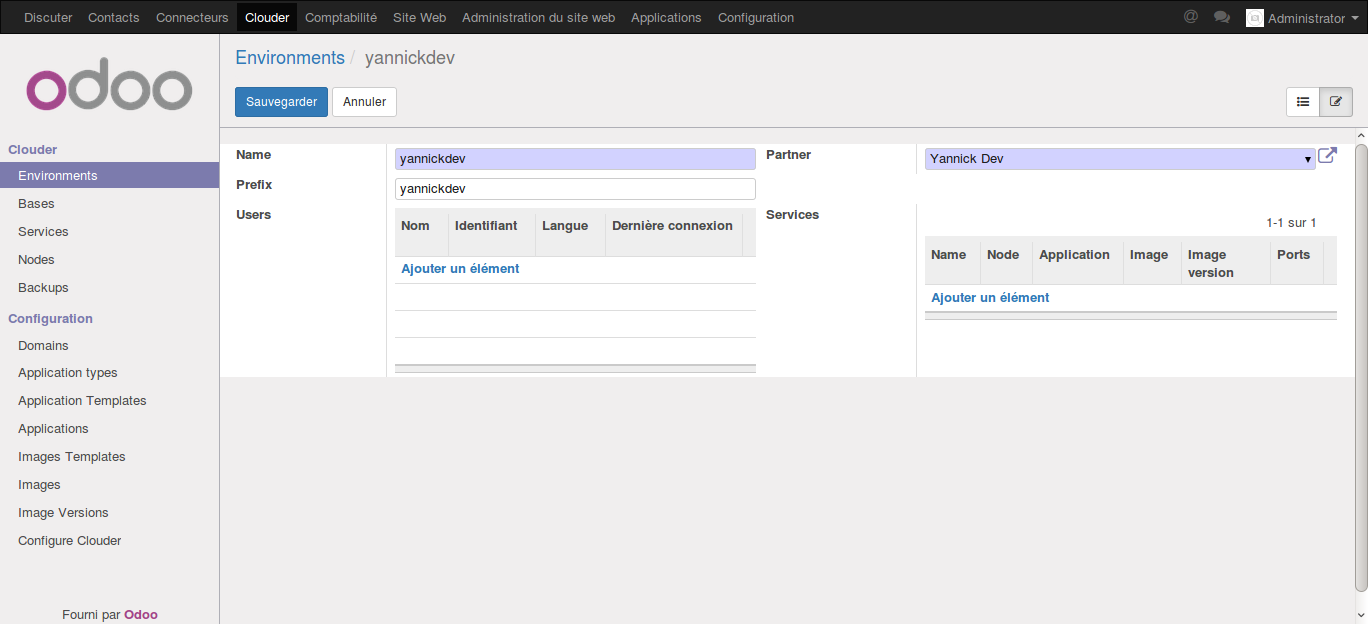 Discuter Contacts Connecteurs Clouder Comptabilité Site Web Administration du site web Applications Configuration @ Administrator
odoo
Clouder
Environments
Bases
Services
Nodes
Backups
Configuration
Domains
Application types
Application Templates
Applications
Images Templates
Images
Image Versions
Configure Clouder
Fourni par Odoo
Environments / yannickdev
Sauvegarder Annuler
Name yannickdev Partner Yannick Dev
Prefix yannickdev
Users Services
1-1 sur 1
Nom Identifiant Langue Dernière connexion
Ajouter un élément
Name Node Application Image Image version Ports
Ajouter un élément